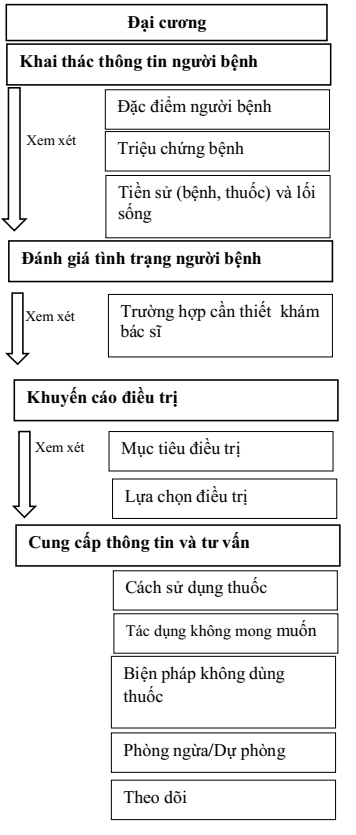 Đại cương
Khai thác thông tin người bệnh
Xem xét
Đặc điểm người bệnh
Triệu chứng bệnh
Tiền sử (bệnh, thuốc) và lối
sống
Đánh giá tình trạng người bệnh
Xem xét
Trường hợp cần thiết khám
bác sĩ
Khuyến cáo điều trị
Xem xét
Mục tiêu điều trị
Lựa chọn điều trị
Cung cấp thông tin và tư vấn
Cách sử dụng thuốc
Tác dụng không mong muốn
Biện pháp không dùng
thuốc
Phòng ngừa/Dự phòng
Theo dõi